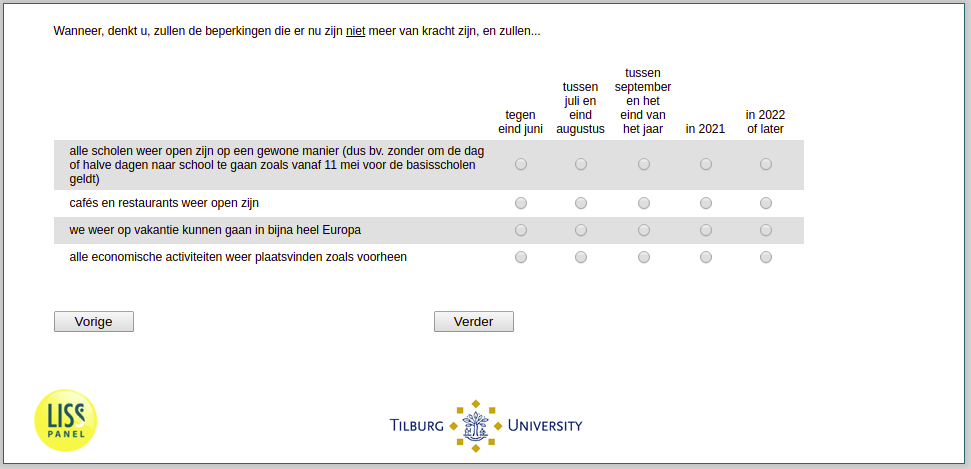 Wanneer, denkt u, zullen de beperkingen die er nu zijn niet meer van kracht zijn, en zullen...
tegen
eind juni
tussen
juli en
eind
augustus
tussen
september
en het
eind van
het jaar
in 2021
in 2022
of later
alle scholen weer open zijn op een gewone manier (dus bv. zonder om de dag
of halve dagen naar school te gaan zoals vanaf 11 mei voor de basisscholen
geldt)
cafés en restaurants weer open zijn
we weer op vakantie kunnen gaan in bijna heel Europa
alle economische activiteiten weer plaatsvinden zoals voorheen
Vorige
Verder
LISS
PANEL
TILBURG UNIVERSITY